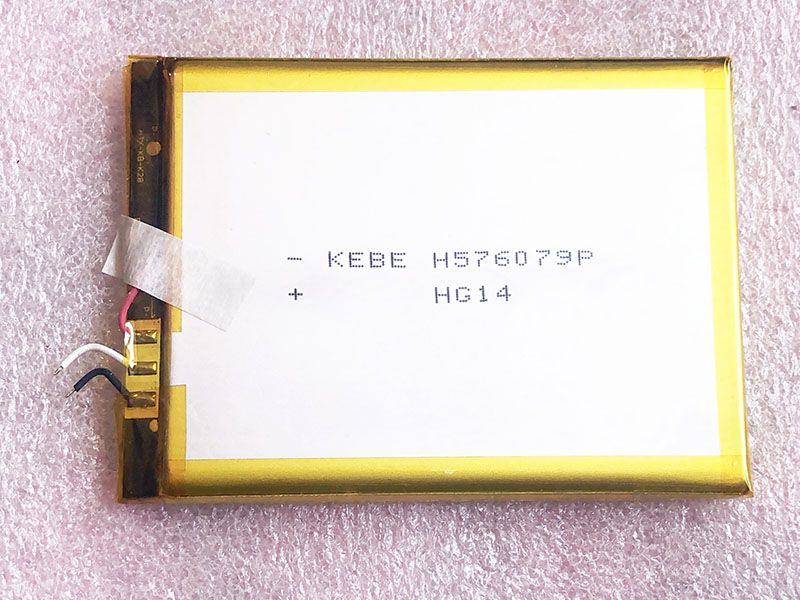 - KEBE H576079P
+ HG14
P-